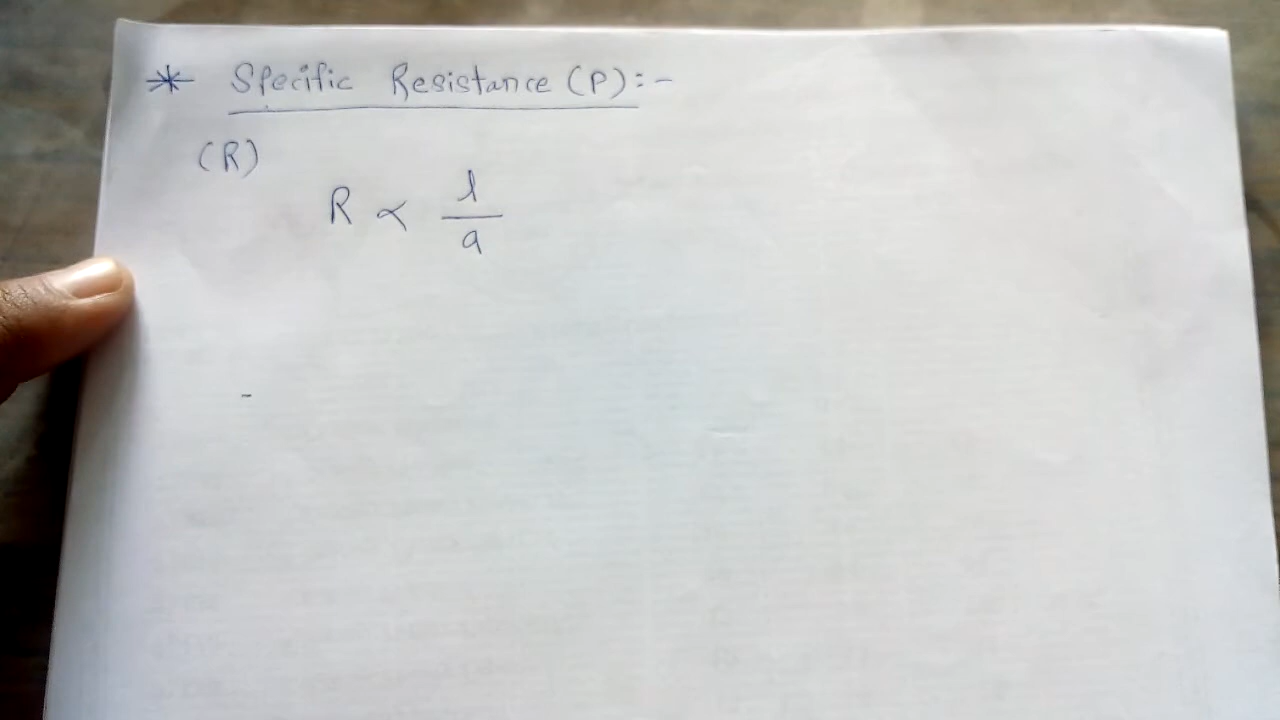 * Specific Resistance (P):-
(R)
R ∝ l/a